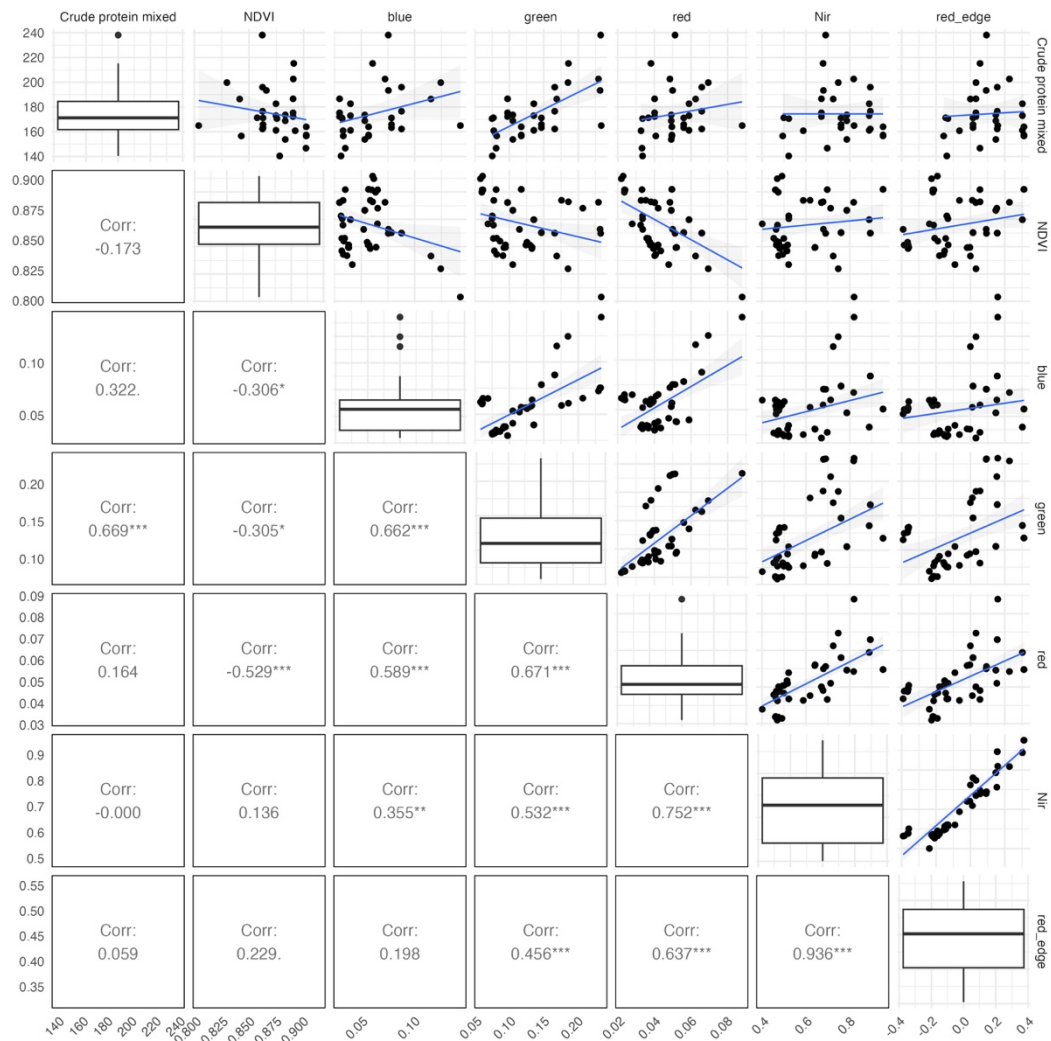 Crude protein mixed NDVI blue green red Nir red_edge
240
220
200
180
160
140
Crude protein mixed
0.900
0.875
0.850
0.825
0.800
Corr:
-0.173
NDVI
0.10
0.05
Corr:
0.322.
Corr:
-0.306*
blue
0.20
0.15
0.10
Corr:
0.669***
Corr:
-0.305*
Corr:
0.662***
green
0.09
0.08
0.07
0.06
0.05
0.04
0.03
Corr:
0.164
Corr:
-0.529***
Corr:
0.589***
Corr:
0.671***
red
0.9
0.8
0.7
0.6
0.5
Corr:
-0.000
Corr:
0.136
Corr:
0.355**
Corr:
0.532***
Corr:
0.752***
Nir
0.55
0.50
0.45
0.40
0.35
Corr:
0.059
Corr:
0.229.
Corr:
0.198
Corr:
0.456***
Corr:
0.637***
Corr:
0.936***
red_edge
140 160 180 200 220 240
0.800 0.825 0.850 0.875 0.900
0.05 0.10
0.05 0.10 0.15 0.20
0.02 0.04 0.06 0.08
0.4 0.6 0.8
-0.4 -0.2 0.0 0.2 0.4